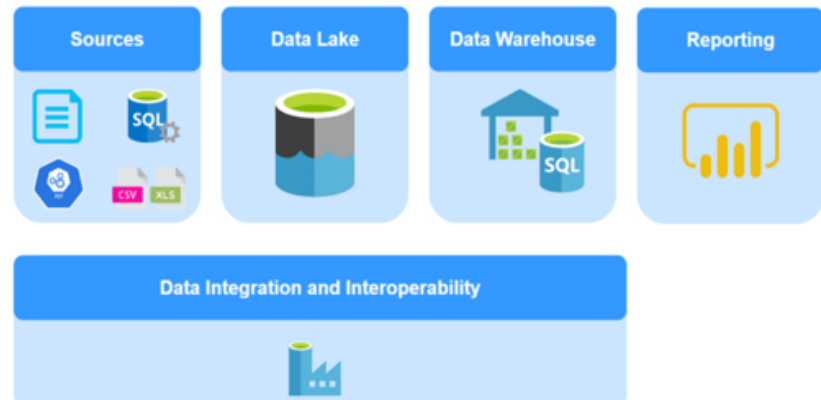 Sources
Data Lake
Data Warehouse
Reporting
SQL
CSV
XLS
SQL
Data Integration and Interoperability